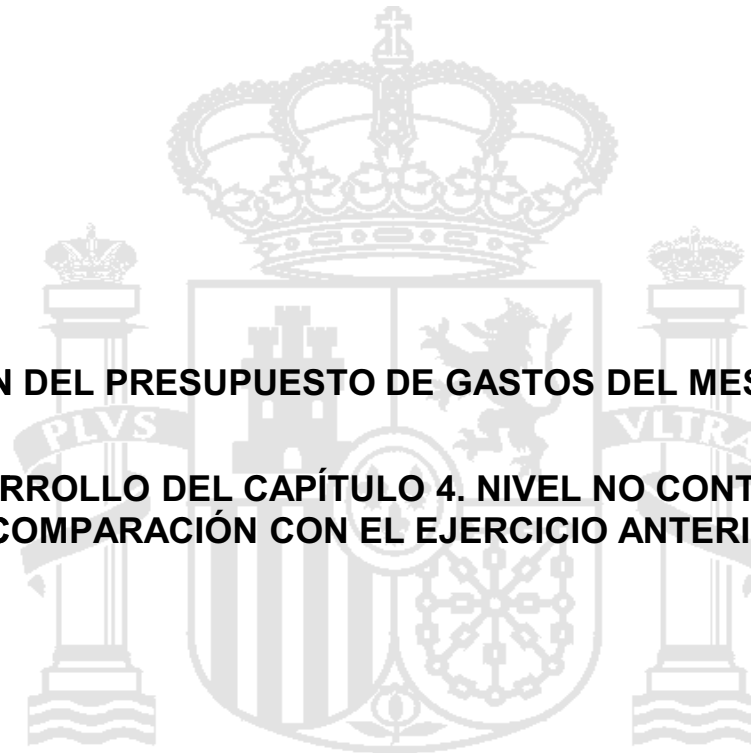 N DEL PRESUPUESTO DE GASTOS DEL MES
PLVS VLTRA
RROLLO DEL CAPÍTULO 4. NIVEL NO CONT
COMPARACIÓN CON EL EJERCICIO ANTERI